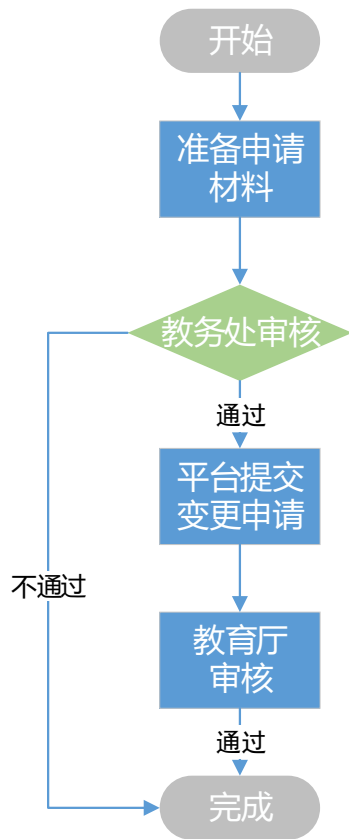 开始
准备申请
材料
教务处审核
通过
平台提交
变更申请
不通过
教育厅
审核
通过
完成